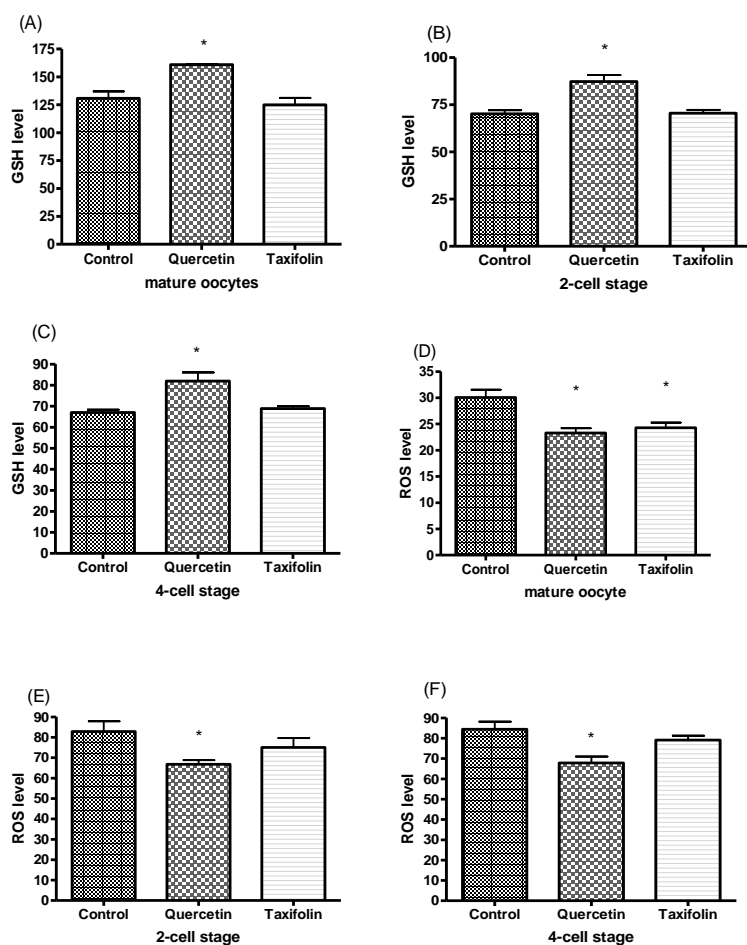 (A)
*
175
150
125
100
75
50
25
0
GSH level
Control Quercetin Taxifolin
mature oocytes
(B)
*
100
75
50
25
0
GSH level
Control Quercetin Taxifolin
2-cell stage
(C)
*
90
80
70
60
50
40
30
20
10
0
GSH level
Control Quercetin Taxifolin
4-cell stage
(D)
* *
35
30
25
20
15
10
5
0
ROS level
Control Quercetin Taxifolin
mature oocyte
(E)
*
90
80
70
60
50
40
30
20
10
0
ROS level
Control Quercetin Taxifolin
2-cell stage
(F)
*
90
80
70
60
50
40
30
20
10
0
ROS level
Control Quercetin Taxifolin
4-cell stage